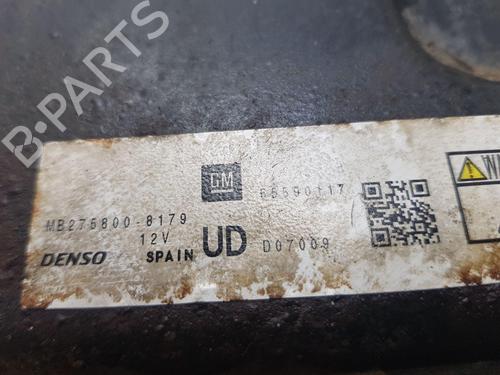 B-PARTS
GM
55590117
MB275800-8179
12V
UD
D07009
DENSO
SPAIN